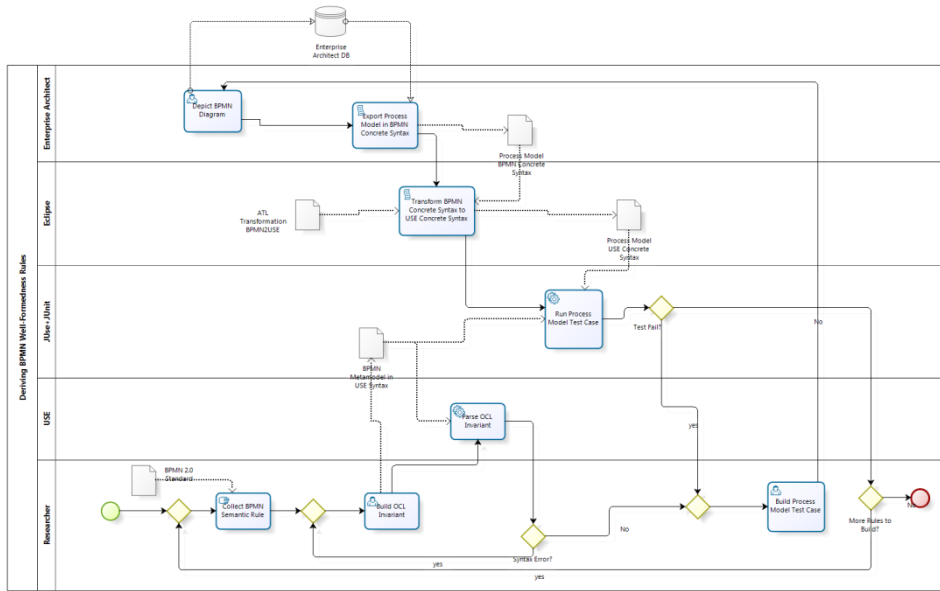 Enterprise
Architect DB
Deriving BPMN Well-Formedness Rules
Enterprise Architect
Depict BPMN
Diagram
Export Process
Model in BPMN
Concrete Syntax
Process Model
BPMN Concrete
Syntax
Eclipse
ATL
Transformation
BPMN2USE
Transform BPMN
Concrete Syntax to
USE Concrete Syntax
Process Model
USE Concrete
Syntax
JUse+JUnit
Run Process
Model Test Case
Test Fail?
No
BPMN
Metamodel in
USE Syntax
USE
Parse OCL
Invariant
yes
Researcher
BPMN 2.0
Standard
Collect BPMN
Semantic Rule
Build OCL
Invariant
Syntax Error?
No
yes
Build Process
Model Test Case
More Rules to
Build?
No
yes